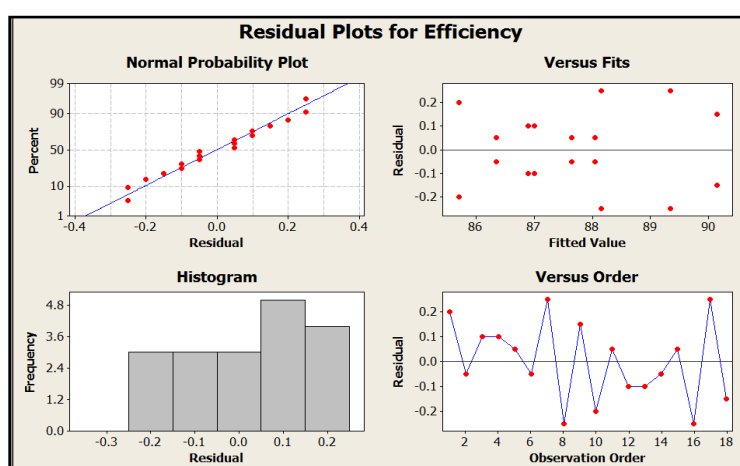 Residual Plots for Efficiency
Normal Probability Plot
99
90
50
10
1
Percent
-0.4 -0.2 0.0 0.2 0.4
Residual
Versus Fits
0.2
0.1
0.0
-0.1
-0.2
Residual
86 87 88 89 90
Fitted Value
Histogram
4.8
3.6
2.4
1.2
0.0
Frequency
-0.3 -0.2 -0.1 0.0 0.1 0.2
Residual
Versus Order
0.2
0.1
0.0
-0.1
-0.2
Residual
2 4 6 8 10 12 14 16 18
Observation Order